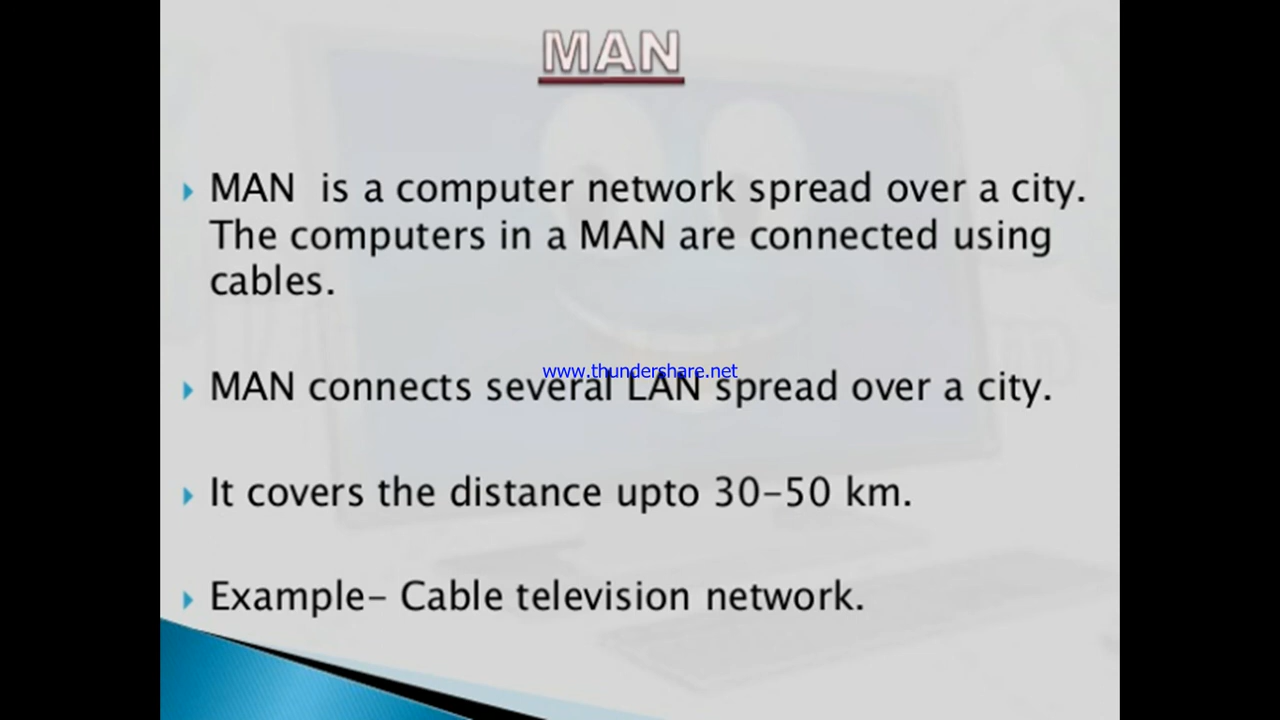 MAN
MAN is a computer network spread over a city.
The computers in a MAN are connected using
cables.
www.thundershare.net
MAN connects several LAN spread over a city.
It covers the distance upto 30-50 km.
Example- Cable television network.